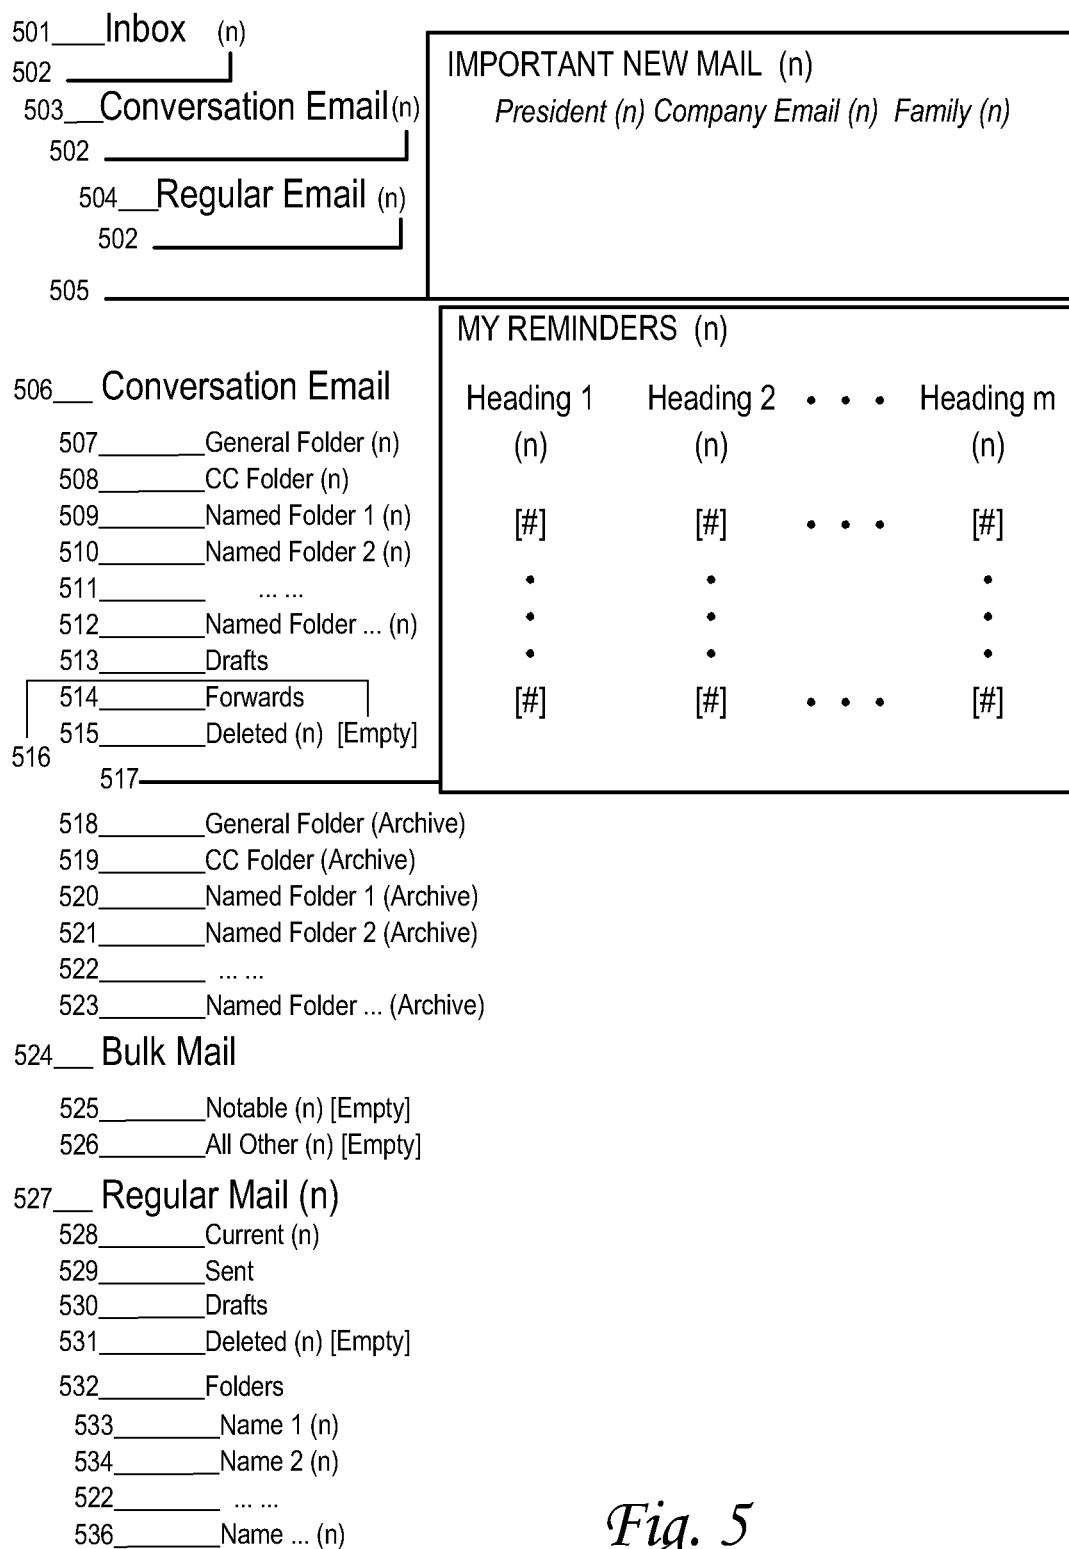 501 Inbox (n)
502
503 Conversation Email (n)
502
504 Regular Email (n)
502
505
IMPORTANT NEW MAIL (n)
President (n) Company Email (n) Family (n)
MY REMINDERS (n)
Heading 1 Heading 2 • • • Heading m
(n) (n) (n)
[#] [#] • • • [#]
• • •
• • •
• • •
[#] [#] • • • [#]
506 Conversation Email
507 General Folder (n)
508 CC Folder (n)
509 Named Folder 1 (n)
510 Named Folder 2 (n)
511 ... ...
512 Named Folder ... (n)
513 Drafts
514 Forwards
515 Deleted (n) [Empty]
516
517
518 General Folder (Archive)
519 CC Folder (Archive)
520 Named Folder 1 (Archive)
521 Named Folder 2 (Archive)
522 ... ...
523 Named Folder ... (Archive)
524 Bulk Mail
525 Notable (n) [Empty]
526 All Other (n) [Empty]
527 Regular Mail (n)
528 Current (n)
529 Sent
530 Drafts
531 Deleted (n) [Empty]
532 Folders
533 Name 1 (n)
534 Name 2 (n)
522 ... ...
536 Name ... (n)
Fig. 5